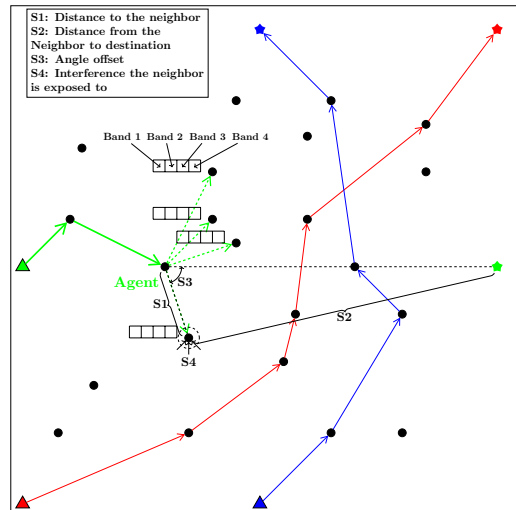 S1: Distance to the neighbor
S2: Distance from the
Neighbor to destination
S3: Angle offset
S4: Interference the neighbor
is exposed to
Band 1 Band 2 Band 3 Band 4
Agent
S3
S1
S2
S4